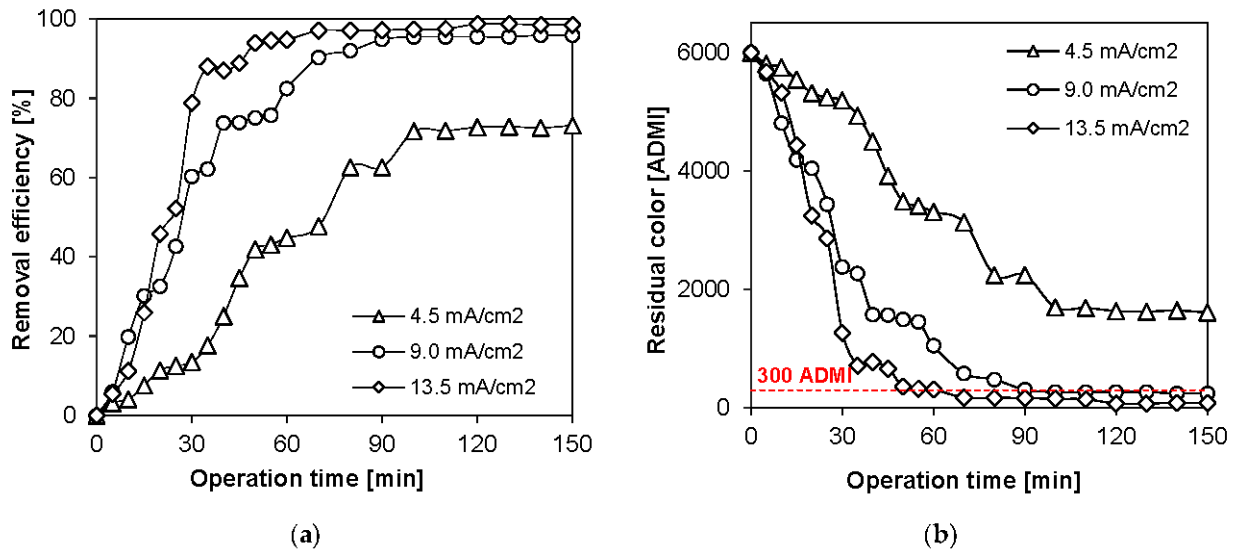 100
80
60
40
20
0
Removal efficiency [%]
4.5 mA/cm2
9.0 mA/cm2
13.5 mA/cm2
0 30 60 90 120 150
Operation time [min]
(a)
6000
4000
2000
0
Residual color [ADMI]
4.5 mA/cm2
9.0 mA/cm2
13.5 mA/cm2
300 ADMI
0 30 60 90 120 150
Operation time [min]
(b)